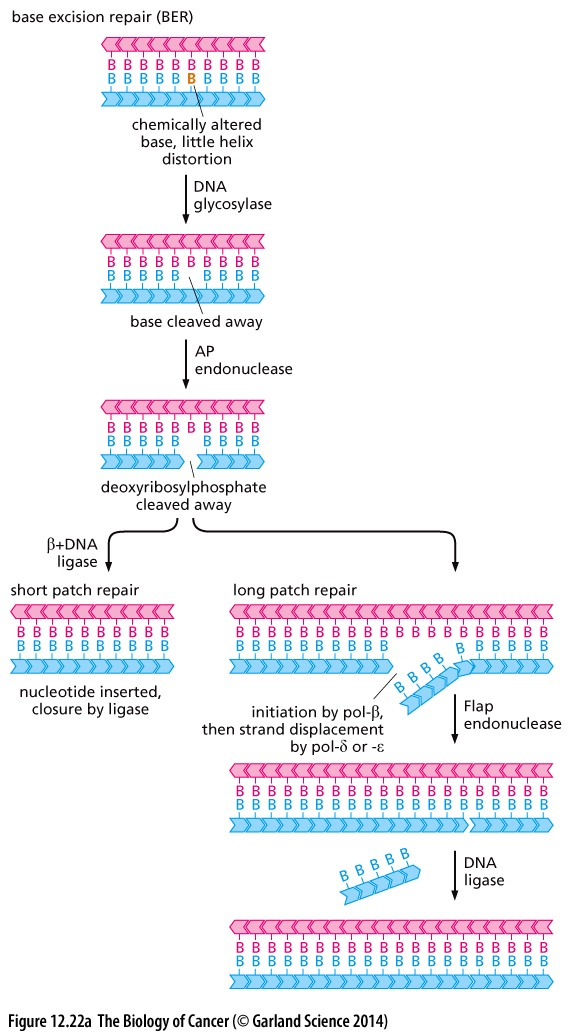 base excision repair (BER)
B B B B B B B B B B
B B B B B B B B B B
chemically altered
base, little helix
distortion
DNA
glycosylase
B B B B B B B B B B
B B B B B B B B B
base cleaved away
AP
endonuclease
B B B B B B B B B B
B B B B B B B B B
deoxyribosylphosphate
cleaved away
β+DNA
ligase
short patch repair
B B B B B B B B B B
B B B B B B B B B B
nucleotide inserted,
closure by ligase
long patch repair
B B B B B B B B B B B B B B B B B B B B
B B B B B B B B B B
B B B B B
B B B B B
initiation by pol-β,
then strand displacement
by pol-δ or -ε
Flap
endonuclease
B B B B B B B B B B B B B B B B B B B B
B B B B B B B B B B B B B B B B B B B B
B B B B B
DNA
ligase
B B B B B B B B B B B B B B B B B B B B
B B B B B B B B B B B B B B B B B B B B
Figure 12.22a The Biology of Cancer (© Garland Science 2014)